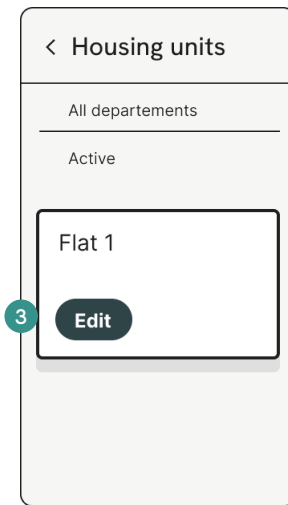 Housing units
All departements
Active
Flat 1
3
Edit